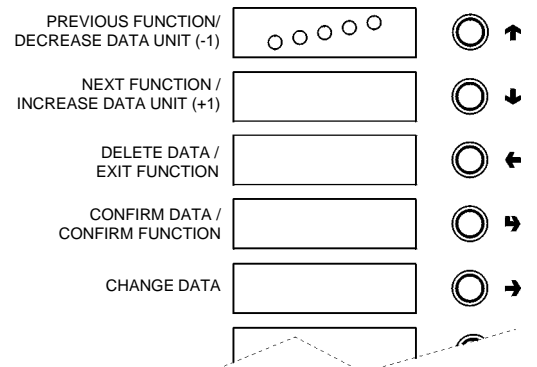 PREVIOUS FUNCTION/
DECREASE DATA UNIT (-1)
NEXT FUNCTION /
INCREASE DATA UNIT (+1)
DELETE DATA /
EXIT FUNCTION
CONFIRM DATA /
CONFIRM FUNCTION
CHANGE DATA